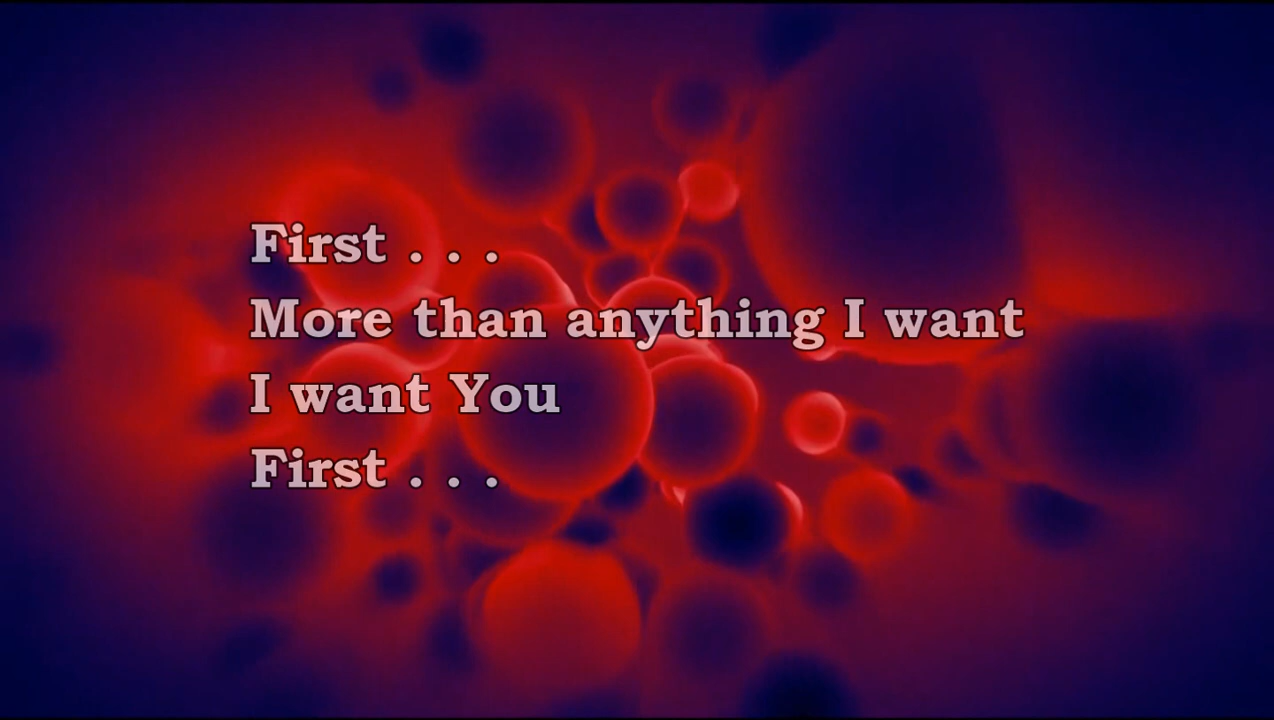 First . . .
More than anything I want
I want You
First . . .